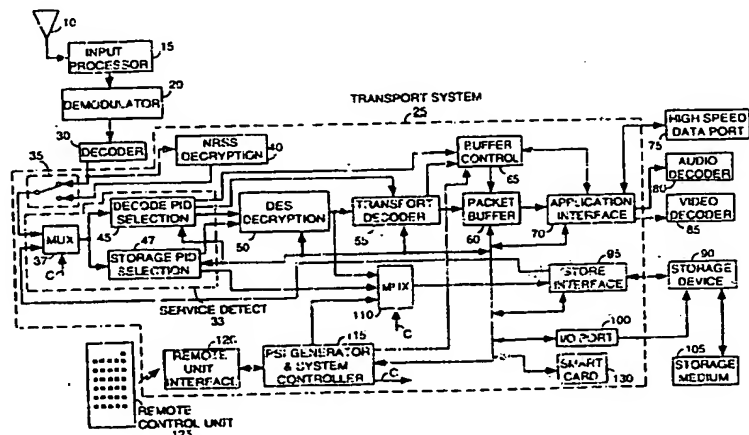 10
INPUT
PROCESSOR
15
20
DEMODULATOR
TRANSPORT SYSTEM
25
30
DECODER
35
NRSS
DECRYPTION
40
BUFFER
CONTROL
65
HIGH SPEED
DATA PORT
75
AUDIO
DECODER
80
VIDEO
DECODER
85
DECODE PID
SELECTION
45
DES
DECRYPTION
50
TRANSPORT
DECODER
55
PACKET
BUFFER
60
APPLICATION
INTERFACE
70
MUX
37
C
47
STORAGE PID
SELECTION
SERVICE DETECT
33
MUX
110
C
95
STORE
INTERFACE
90
STORAGE
DEVICE
I/O PORT
100
105
STORAGE
MEDIUM
120
REMOTE
UNIT
INTERFACE
115
PSI GENERATOR
& SYSTEM
CONTROLLER
C
SMART
CARD
130
REMOTE
CONTROL UNIT
125